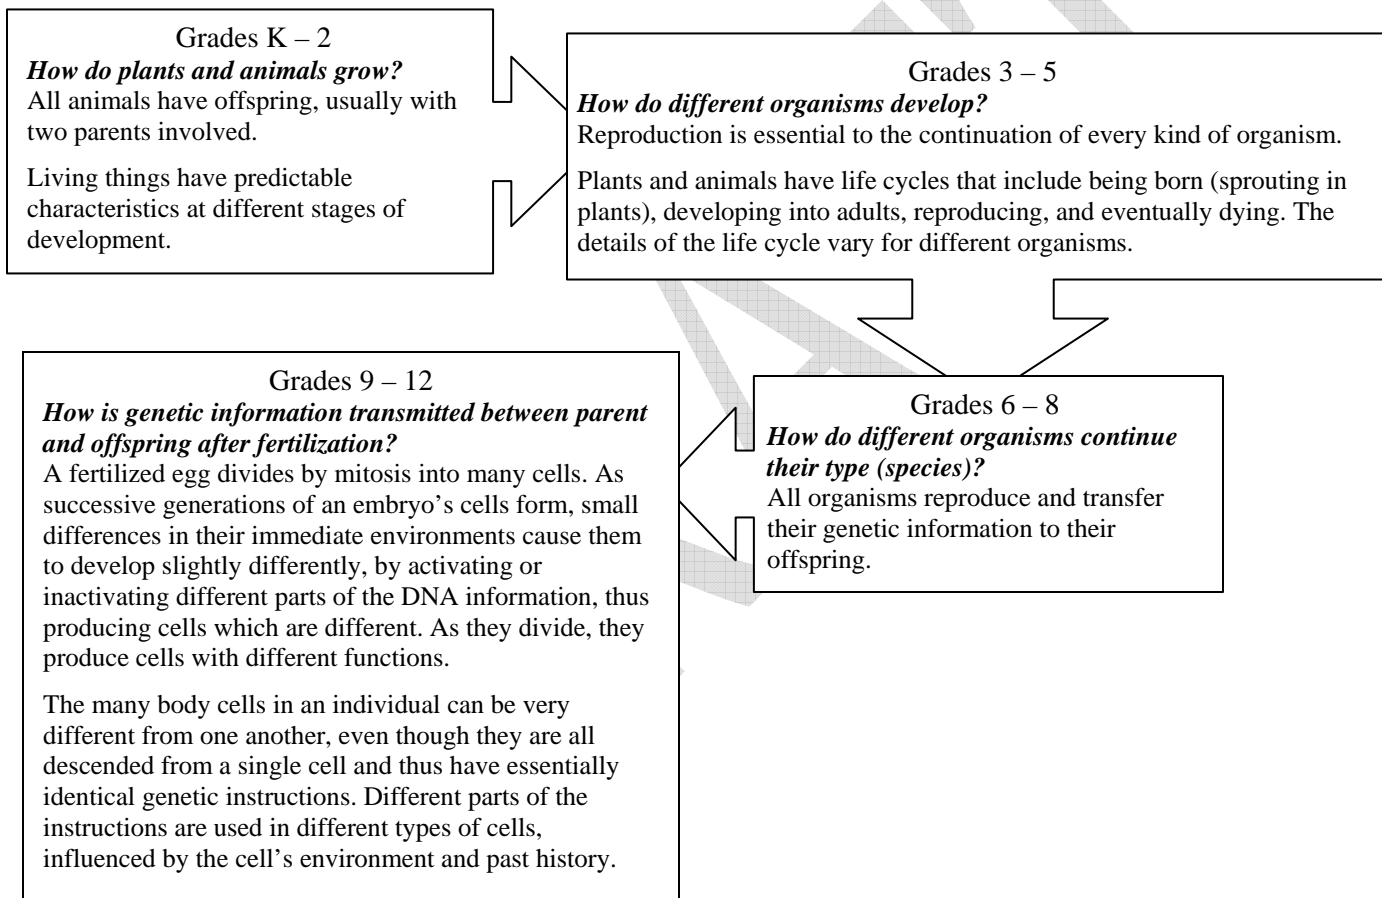 Grades K – 2
How do plants and animals grow?
All animals have offspring, usually with
two parents involved.
Living things have predictable
characteristics at different stages of
development.
Grades 3 – 5
How do different organisms develop?
Reproduction is essential to the continuation of every kind of organism.
Plants and animals have life cycles that include being born (sprouting in
plants), developing into adults, reproducing, and eventually dying. The
details of the life cycle vary for different organisms.
Grades 6 – 8
How do different organisms continue
their type (species)?
All organisms reproduce and transfer
their genetic information to their
offspring.
Grades 9 – 12
How is genetic information transmitted between parent
and offspring after fertilization?
A fertilized egg divides by mitosis into many cells. As
successive generations of an embryo’s cells form, small
differences in their immediate environments cause them
to develop slightly differently, by activating or
inactivating different parts of the DNA information, thus
producing cells which are different. As they divide, they
produce cells with different functions.
The many body cells in an individual can be very
different from one another, even though they are all
descended from a single cell and thus have essentially
identical genetic instructions. Different parts of the
instructions are used in different types of cells,
influenced by the cell’s environment and past history.